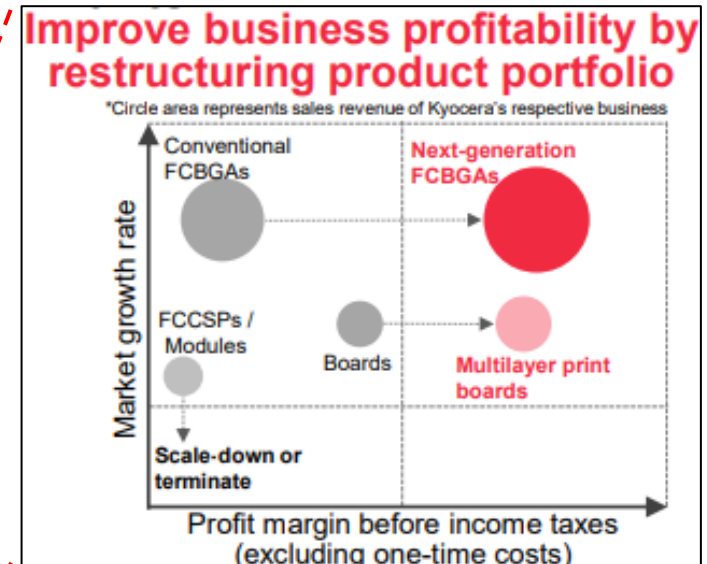 Improve business profitability by
restructuring product portfolio
*Circle area represents sales revenue of Kyocera's respective business
Conventional
FCBGAs
Next-generation
FCBGAs
FCCSPs /
Modules
Boards
Multilayer print
boards
Scale-down or
terminate
Market growth rate
Profit margin before income taxes
(excluding one-time costs)